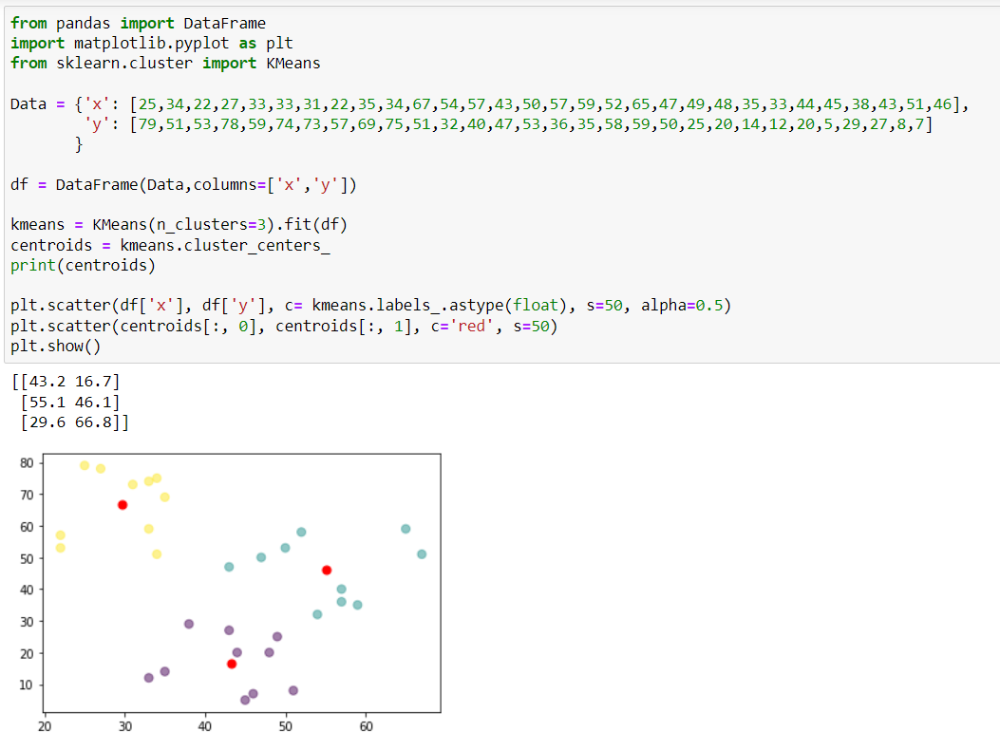 from pandas import DataFrame
import matplotlib.pyplot as plt
from sklearn.cluster import KMeans
Data = {'x': [25,34,22,27,33,33,31,22,35,34,67,54,57,43,50,57,59,52,65,47,49,48,35,33,44,45,38,43,51,46],
'y': [79,51,53,78,59,74,73,57,69,75,51,32,40,47,53,36,35,58,59,50,25,20,14,12,20,5,29,27,8,7]
}
df = DataFrame(Data,columns=['x','y'])
kmeans = KMeans(n_clusters=3).fit(df)
centroids = kmeans.cluster_centers_
print(centroids)
plt.scatter(df['x'], df['y'], c= kmeans.labels_.astype(float), s=50, alpha=0.5)
plt.scatter(centroids[:, 0], centroids[:, 1], c='red', s=50)
plt.show()
[[43.2 16.7]
[55.1 46.1]
[29.6 66.8]]
80
70
60
50
40
30
20
10
20 30 40 50 60